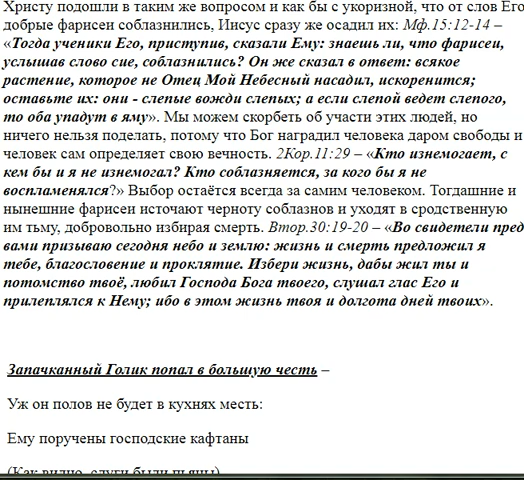 Христу подошли в таким же вопросом и как бы с укоризной, что от слов Его
добрые фарисеи соблазнились, Иисус сразу же осадил их: Мф.15:12-14 –
«Тогда ученики Его, приступив, сказали Ему: знаешь ли, что фарисеи,
услышав слово сие, соблазнились? Он же сказал в ответ: всякое
растение, которое не Отец Мой Небесный насадил, искоренится;
оставьте их: они - слепые вожди слепых; а если слепой ведет слепого,
то оба упадут в яму». Мы можем скорбеть об участи этих людей, но
ничего нельзя поделать, потому что Бог наградил человека даром свободы и
человек сам определяет свою вечность. 2Кор.11:29 – «Кто изнемогает, с
кем бы и я не изнемогал? Кто соблазняется, за кого бы я не
воспламенялся?» Выбор остаётся всегда за самим человеком. Тогдашние и
нынешние фарисеи источают черноту соблазнов и уходят в сродственную
им тьму, добровольно избирая смерть. Втор.30:19-20 – «Во свидетели пред
вами призываю сегодня небо и землю: жизнь и смерть предложил я
тебе, благословение и проклятие. Избери жизнь, дабы жил ты и
потомство твоё, любил Господа Бога твоего, слушал глас Его и
прилеплялся к Нему; ибо в этом жизнь твоя и долгота дней твоих».
Запачканный Голик попал в большую честь –
Уж он полов не будет в кухнях месть:
Ему поручены господские кафтаны
(Как видно, слуги были пьяны)